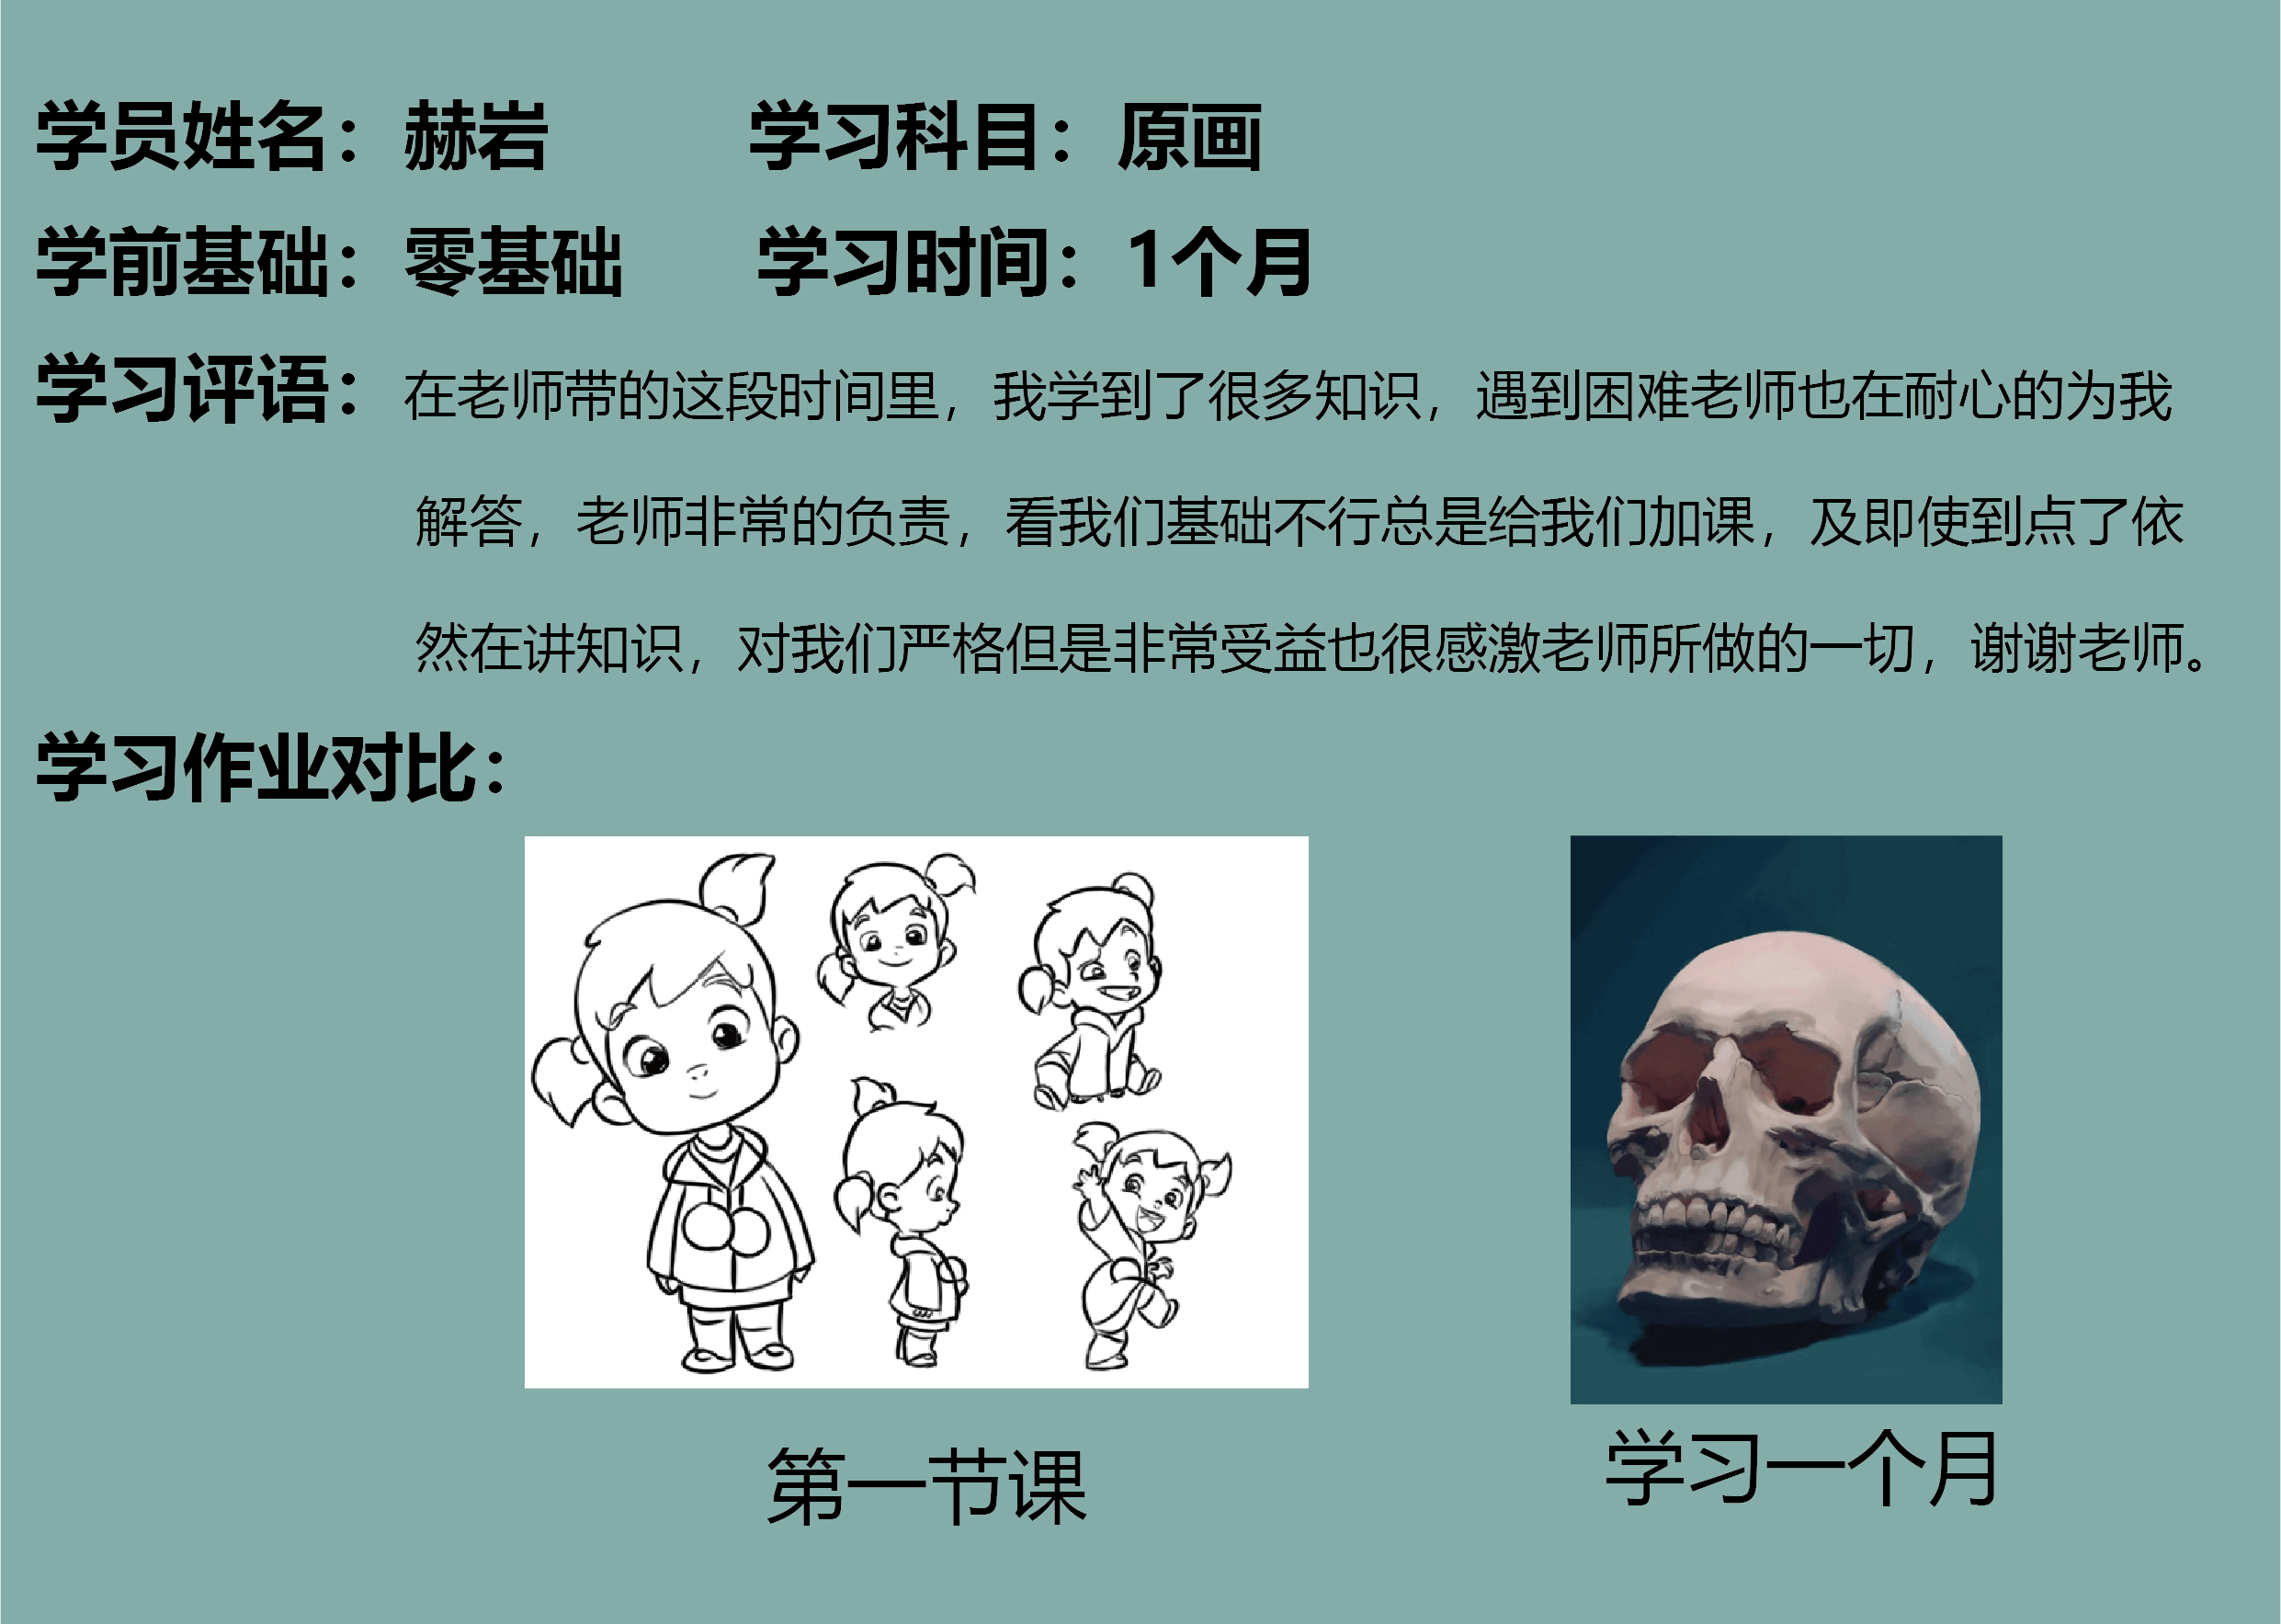 学员姓名：赫岩 学习科目：原画
学前基础：零基础 学习时间：1个月
学习评语：在老师带的这段时间里，我学到了很多知识，遇到困难老师也在耐心的为我
解答，老师非常的负责，看我们基础不行总是给我们加课，及即使到点了依
然在讲知识，对我们严格但是非常受益也很感激老师所做的一切，谢谢老师。
学习作业对比：
第一节课
学习一个月